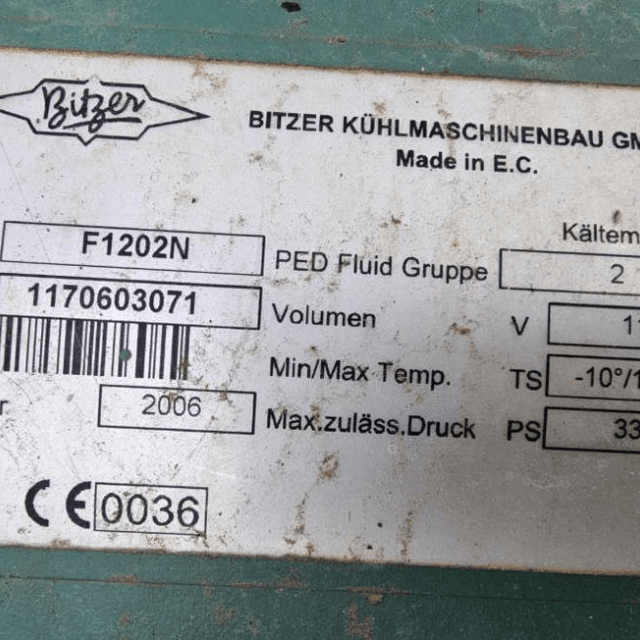 Bitzer
BITZER KÜHLMASCHINENBAU GM
Made in E.C.
Kältem
F1202N
PED Fluid Gruppe 2
1170603071
Volumen V
Min/Max Temp. TS -10°/1
r 2006
Max.zuläss.Druck PS 33
CE 0036